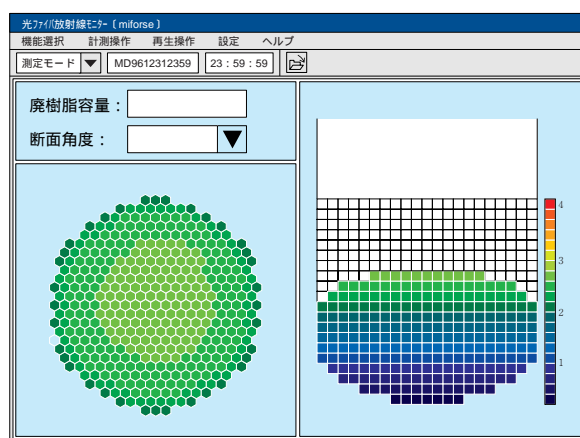 光ﾌｧｲﾊﾞ放射線ﾓﾆﾀｰ [ miforse ]
機能選択 計測操作 再生操作 設定 ヘルプ
測定モード MD9612312359 23：59：59
廃樹脂容量：
断面角度：
4
3
2
1